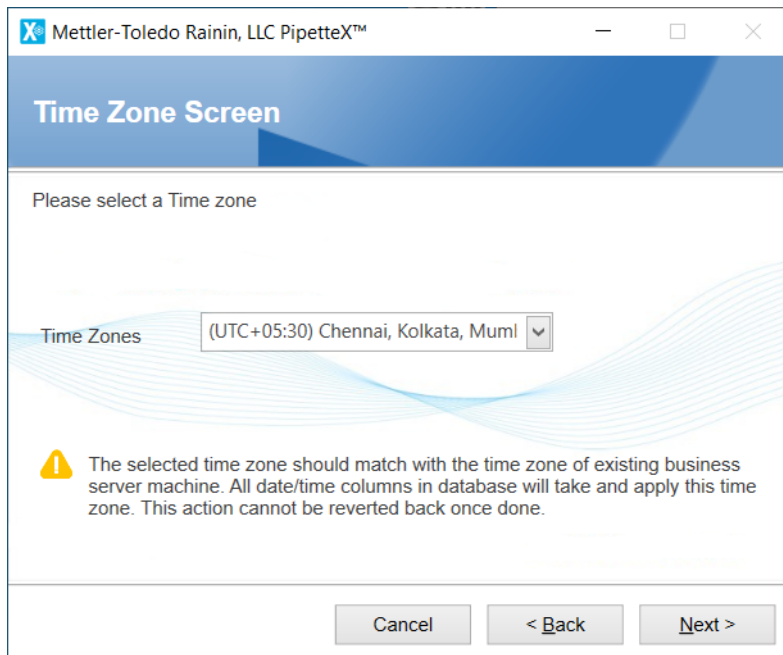 Mettler-Toledo Rainin, LLC PipetteX™
Time Zone Screen
Please select a Time zone
Time Zones
(UTC+05:30) Chennai, Kolkata, Mum
The selected time zone should match with the time zone of existing business
server machine. All date/time columns in database will take and apply this time
zone. This action cannot be reverted back once done.
Cancel
< Back
Next >